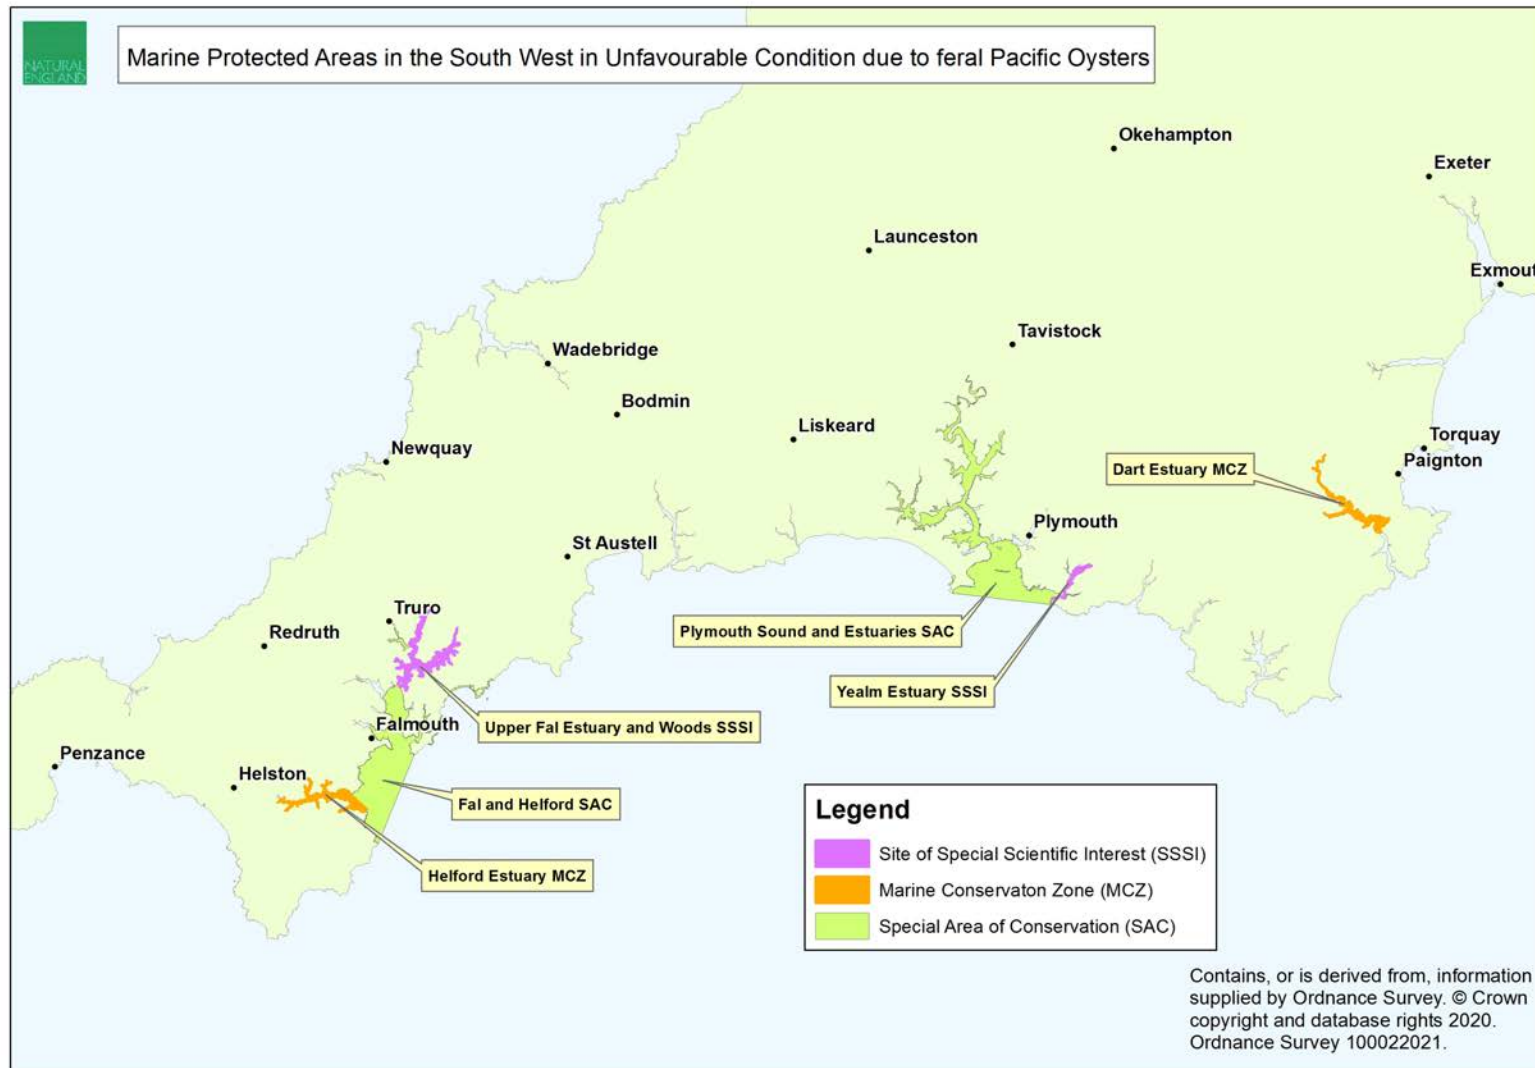 NATURAL
ENGLAND
Marine Protected Areas in the South West in Unfavourable Condition due to feral Pacific Oysters
Okehampton
Exeter
Launceston
Exmout
Tavistock
Wadebridge
Bodmin
Liskeard
Newquay
Torquay
Paignton
Dart Estuary MCZ
Plymouth
St Austell
Truro
Redruth
Plymouth Sound and Estuaries SAC
Yealm Estuary SSSI
Upper Fal Estuary and Woods SSSI
Falmouth
Penzance
Helston
Fal and Helford SAC
Helford Estuary MCZ
Legend
Site of Special Scientific Interest (SSSI)
Marine Conservaton Zone (MCZ)
Special Area of Conservation (SAC)
Contains, or is derived from, information
supplied by Ordnance Survey. © Crown
copyright and database rights 2020.
Ordnance Survey 100022021.